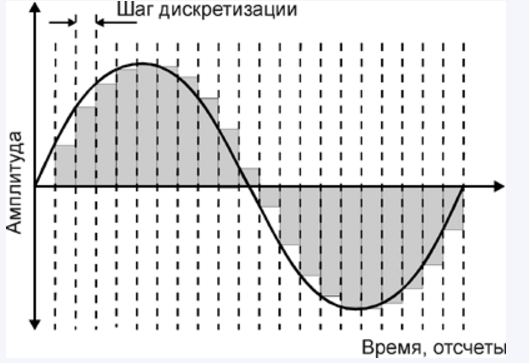 Шаг дискретизации
Амплитуда
Время, отсчеты